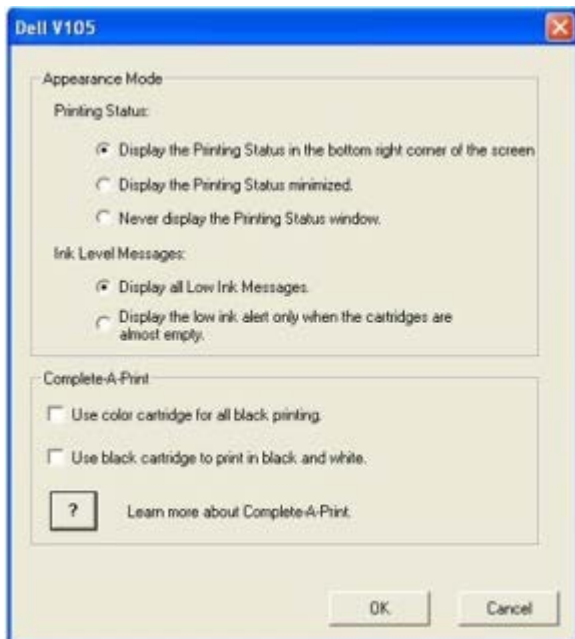 Dell V105
Appearance Mode
Printing Status:
Display the Printing Status in the bottom right corner of the screen
Display the Printing Status minimized.
Never display the Printing Status window.
Ink Level Messages:
Display all Low Ink Messages.
Display the low ink alert only when the cartridges are
almost empty.
Complete-A-Print
Use color cartridge for all black printing.
Use black cartridge to print in black and white.
?
Learn more about Complete-A-Print.
OK
Cancel